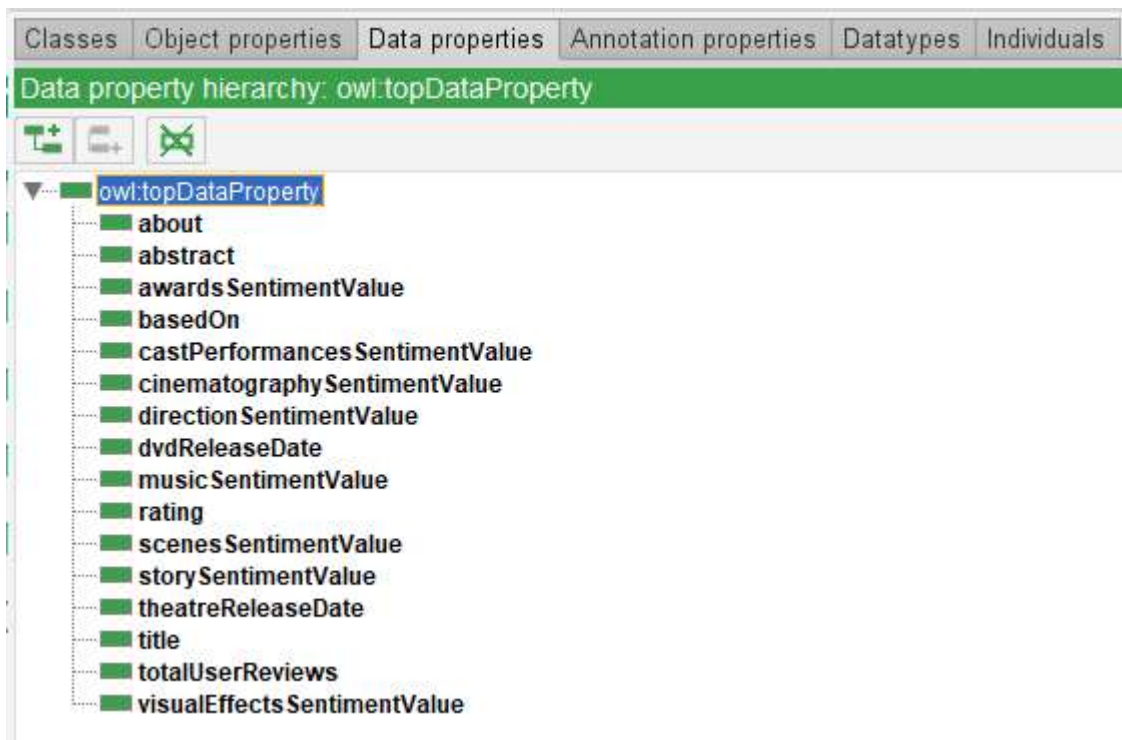 Classes Object properties Data properties Annotation properties Datatypes Individuals
Data property hierarchy: owl:topDataProperty
owl:topDataProperty
about
abstract
awardsSentimentValue
basedOn
castPerformancesSentimentValue
cinematographySentimentValue
directionSentimentValue
dvdReleaseDate
musicSentimentValue
rating
scenesSentimentValue
storySentimentValue
theatreReleaseDate
title
totalUserReviews
visualEffectsSentimentValue